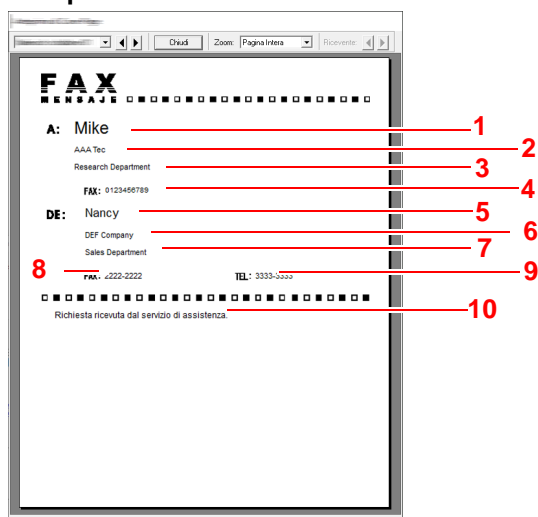 Chiudi Zoom: Pagina Intera Ricevente:
FAX
MENSAJE
A: Mike 1
AAA Tec 2
Research Department 3
FAX: 0123456789 4
DE: Nancy 5
DEF Company 6
Sales Department 7
8 FAX: 2222-2222 TEL: 3333-3333 9
10
Richiesta ricevuta dal servizio di assistenza.